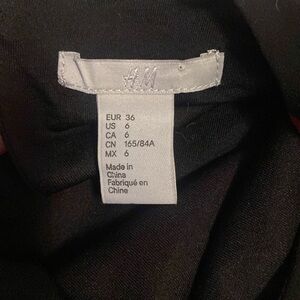 H&M
EUR 36
US 6
CA 6
CN 165/84A
MX 6
Made in
China
Fabriqué en
Chine